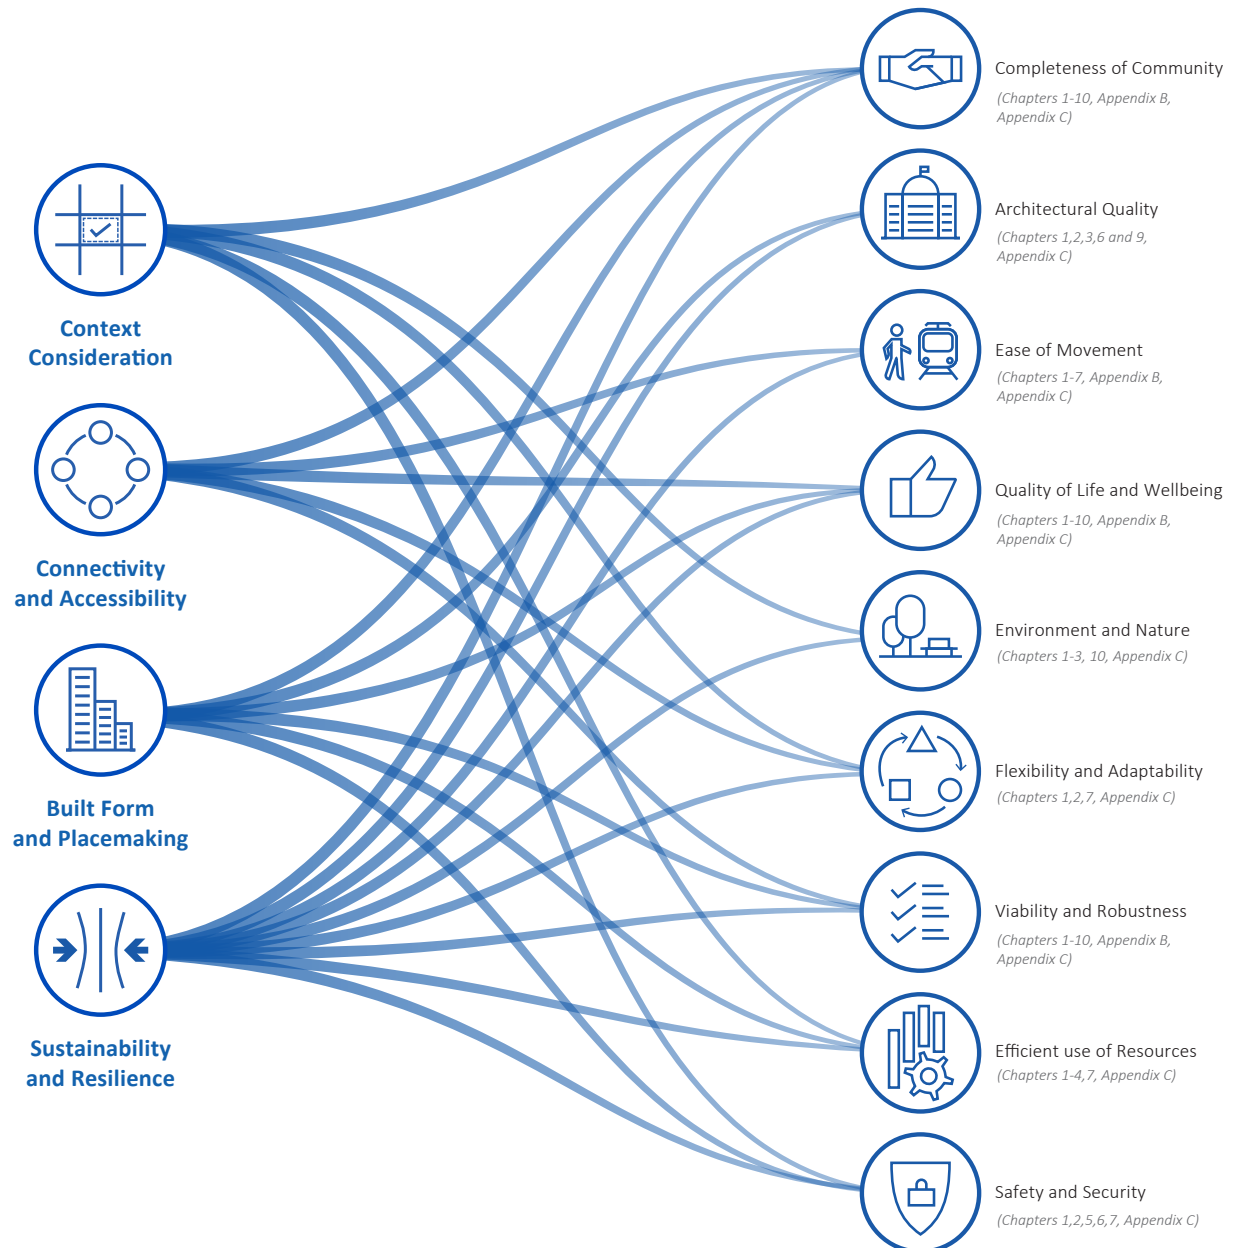 Context
Consideration
Connectivity
and Accessibility
Built Form
and Placemaking
Sustainability
and Resilience
Completeness of Community
(Chapters 1-10, Appendix B,
Appendix C)
Architectural Quality
(Chapters 1,2,3,6 and 9,
Appendix C)
Ease of Movement
(Chapters 1-7, Appendix B,
Appendix C)
Quality of Life and Wellbeing
(Chapters 1-10, Appendix B,
Appendix C)
Environment and Nature
(Chapters 1-3, 10, Appendix C)
Flexibility and Adaptability
(Chapters 1,2,7, Appendix C)
Viability and Robustness
(Chapters 1-10, Appendix B,
Appendix C)
Efficient use of Resources
(Chapters 1-4,7, Appendix C)
Safety and Security
(Chapters 1,2,5,6,7, Appendix C)